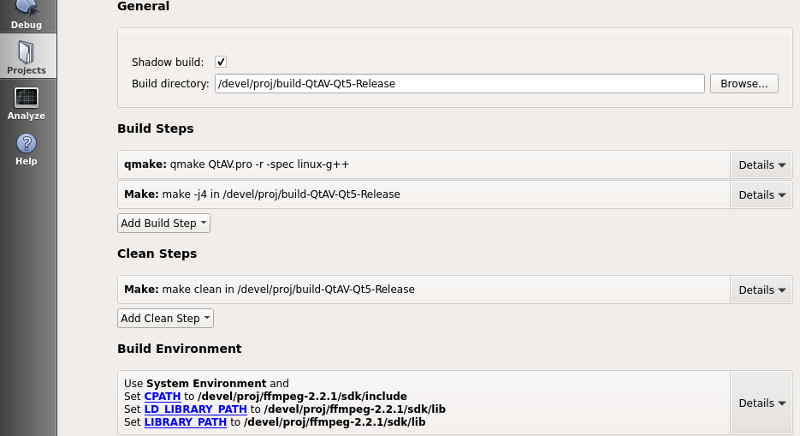 General
Debug
Shadow build:
Projects
Build directory: /devel/proj/build-QtAV-Qt5-Release Browse...
Analyze
Build Steps
Help
qmake: qmake QtAV.pro -r -spec linux-g++ Details
Make: make -j4 in /devel/proj/build-QtAV-Qt5-Release Details
Add Build Step
Clean Steps
Make: make clean in /devel/proj/build-QtAV-Qt5-Release Details
Add Clean Step
Build Environment
Use System Environment and
Set CPATH to /devel/proj/ffmpeg-2.2.1/sdk/include
Details
Set LD_LIBRARY_PATH to /devel/proj/ffmpeg-2.2.1/sdk/lib
Set LIBRARY_PATH to /devel/proj/ffmpeg-2.2.1/sdk/lib